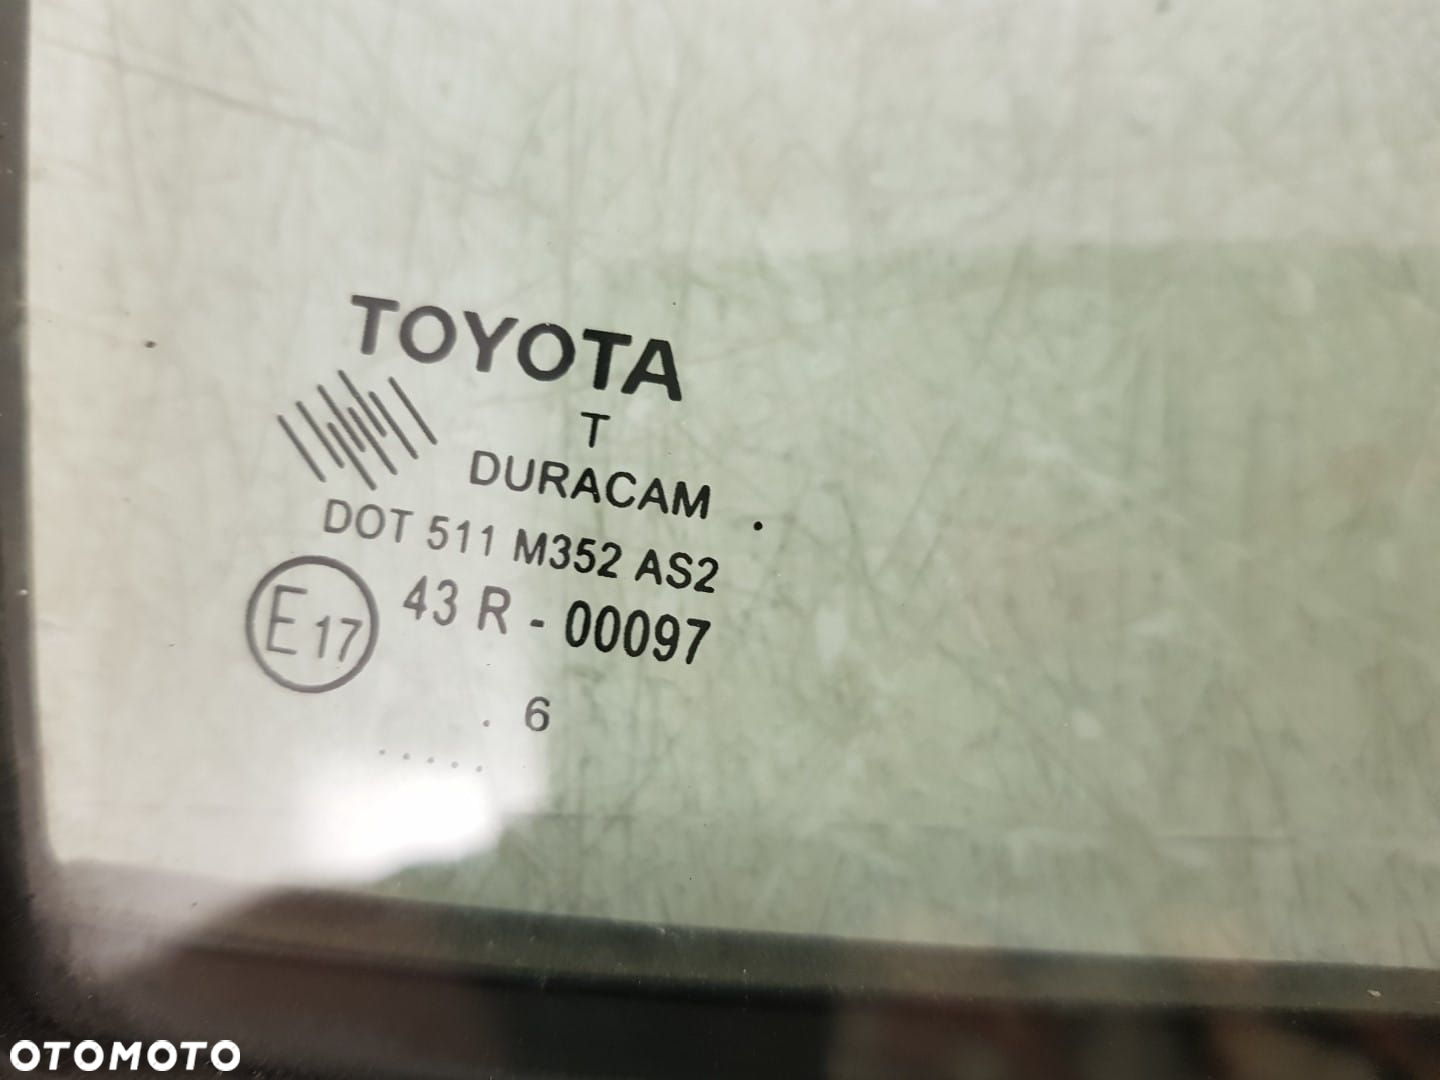 TOYOTA
T
DURACAM .
DOT 511 M352 AS2
E17 43 R - 00097
. 6
.....
OTOMOTO